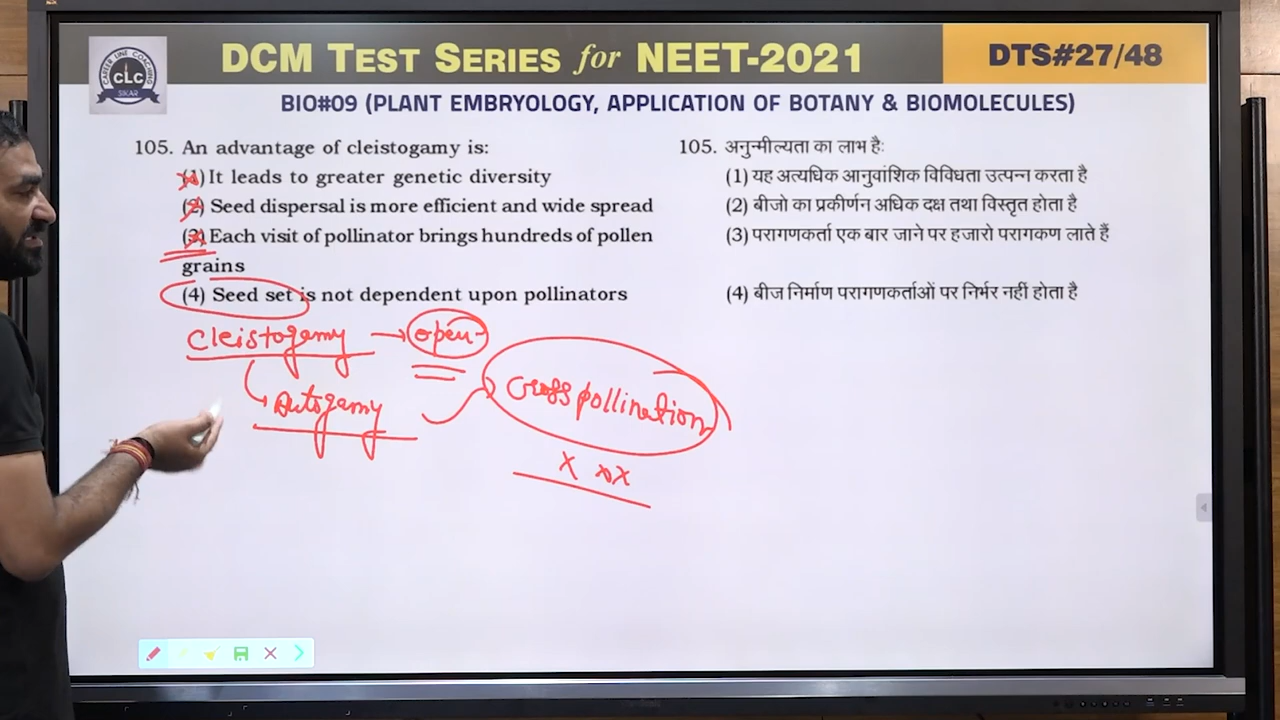 DCM TEST SERIES for NEET-2021
DTS#27/48
CAREER LINE COACHING
CLC
SIKAR
BIO#09 (PLANT EMBRYOLOGY, APPLICATION OF BOTANY & BIOMOLECULES)
105. An advantage of cleistogamy is:
(1) It leads to greater genetic diversity
(2) Seed dispersal is more efficient and wide spread
(3) Each visit of pollinator brings hundreds of pollen
grains
(4) Seed set is not dependent upon pollinators
105. अनुन्मील्यता का लाभ है:
(1) यह अत्यधिक आनुवांशिक विविधता उत्पन्न करता है
(2) बीजो का प्रकीर्णन अधिक दक्ष तथा विस्तृत होता है
(3) परागणकर्ता एक बार जाने पर हजारो परागकण लाते हैं
(4) बीज निर्माण परागणकर्ताओं पर निर्भर नहीं होता है
Cleistogamy → open
Autogamy
Cross pollination
x x x